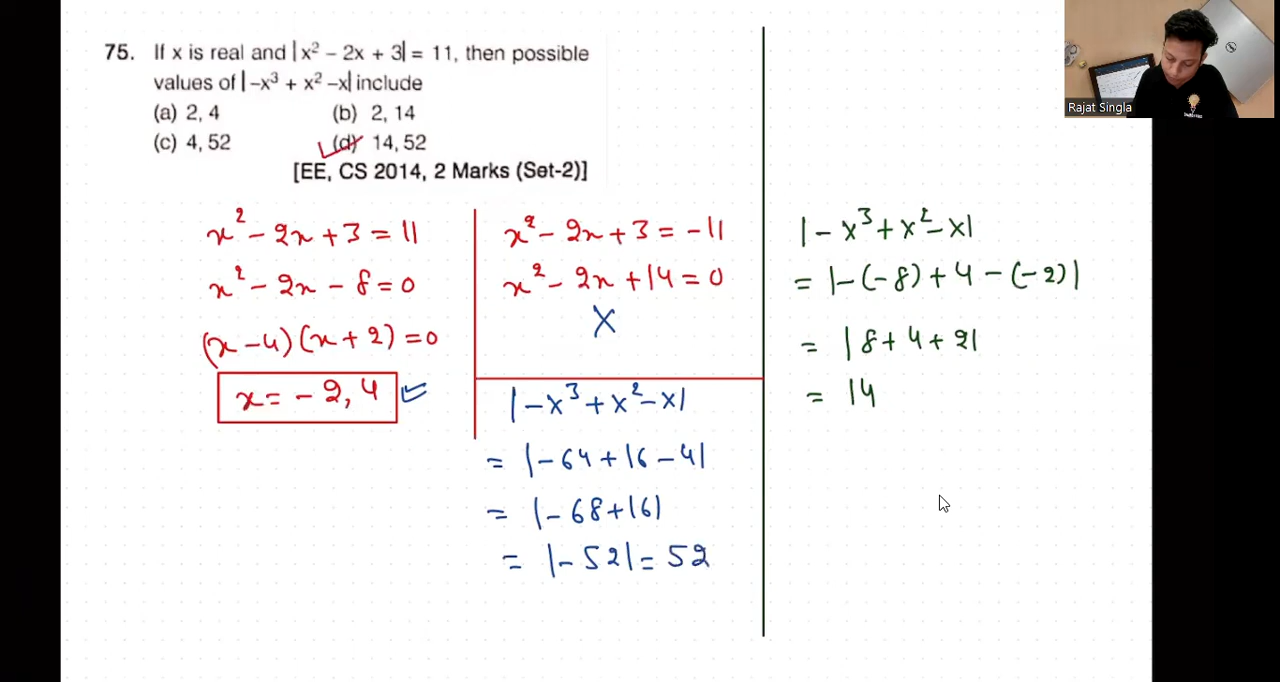 75. If x is real and |x² – 2x + 3| = 11, then possible
values of |–x³ + x² –x| include
(a) 2, 4 (b) 2, 14
(c) 4, 52 (d) 14, 52
[EE, CS 2014, 2 Marks (Set-2)]
x² – 2x + 3 = 11
x² – 2x – 8 = 0
(x – 4)(x + 2) = 0
x = – 2, 4
x² – 2x + 3 = –11
x² – 2x + 14 = 0
X
|–x³ + x² – x|
= |–64 + 16 – 4|
= |–68 + 16|
= |–52| = 52
|–x³ + x² – x|
= |–(–8) + 4 – (–2)|
= |8 + 4 + 2|
= 14
Rajat Singla